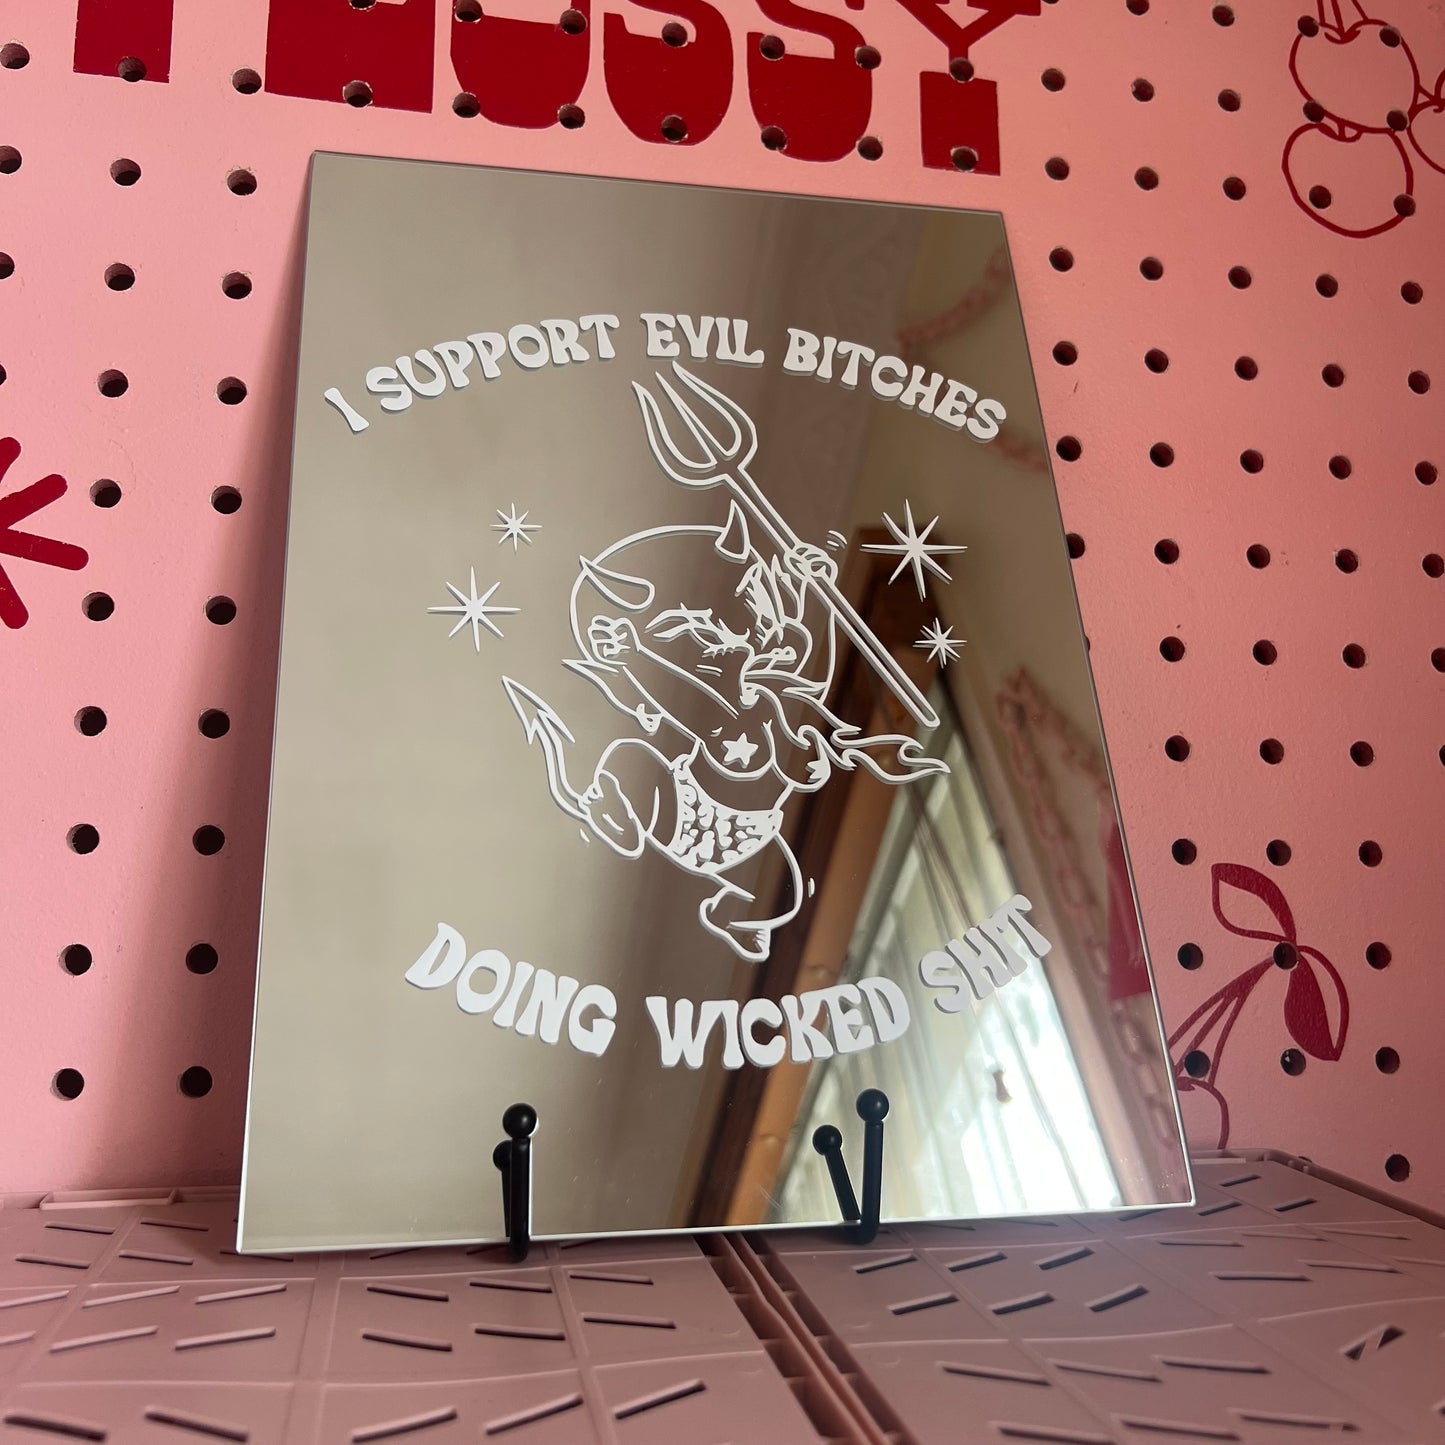 I SUPPORT EVIL BITCHES
DOING WICKED SHIT